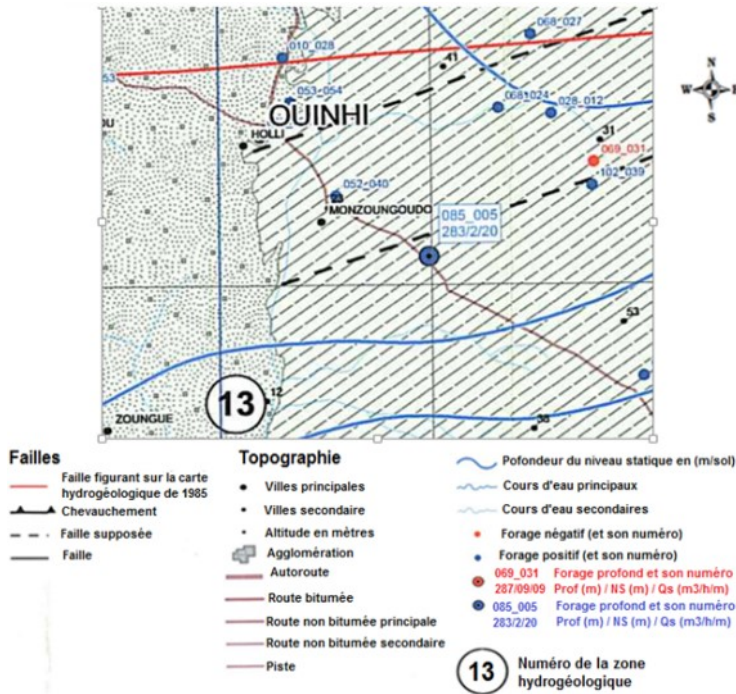 068_027
010_028
41
N
W
S
53
053-054
068_024
028_012
OUINHI
HOLLI
31
069_031
102_039
052-040
MONZOUNGOUDO
085_005
283/2/20
53
12
13
ZOUNGUE
33
Failles
Faille figurant sur la carte
hydrogéologique de 1985
Chevauchement
Faille supposée
Faille
Topographie
Villes principales
Villes secondaire
Altitude en mètres
Agglomération
Autoroute
Route bitumée
Route non bitumée principale
Route non bitumée secondaire
Piste
Pofondeur du niveau statique en (m/sol)
Cours d'eau principaux
Cours d'eau secondaires
Forage négatif (et son numéro)
Forage positif (et son numéro)
069_031 Forage profond et son numéro
287/09/09 Prof (m) / NS (m) / Qs (m3/h/m)
085_005 Forage profond et son numéro
283/2/20 Prof (m) / NS (m) / Qs (m3/h/m)
13 Numéro de la zone
hydrogéologique